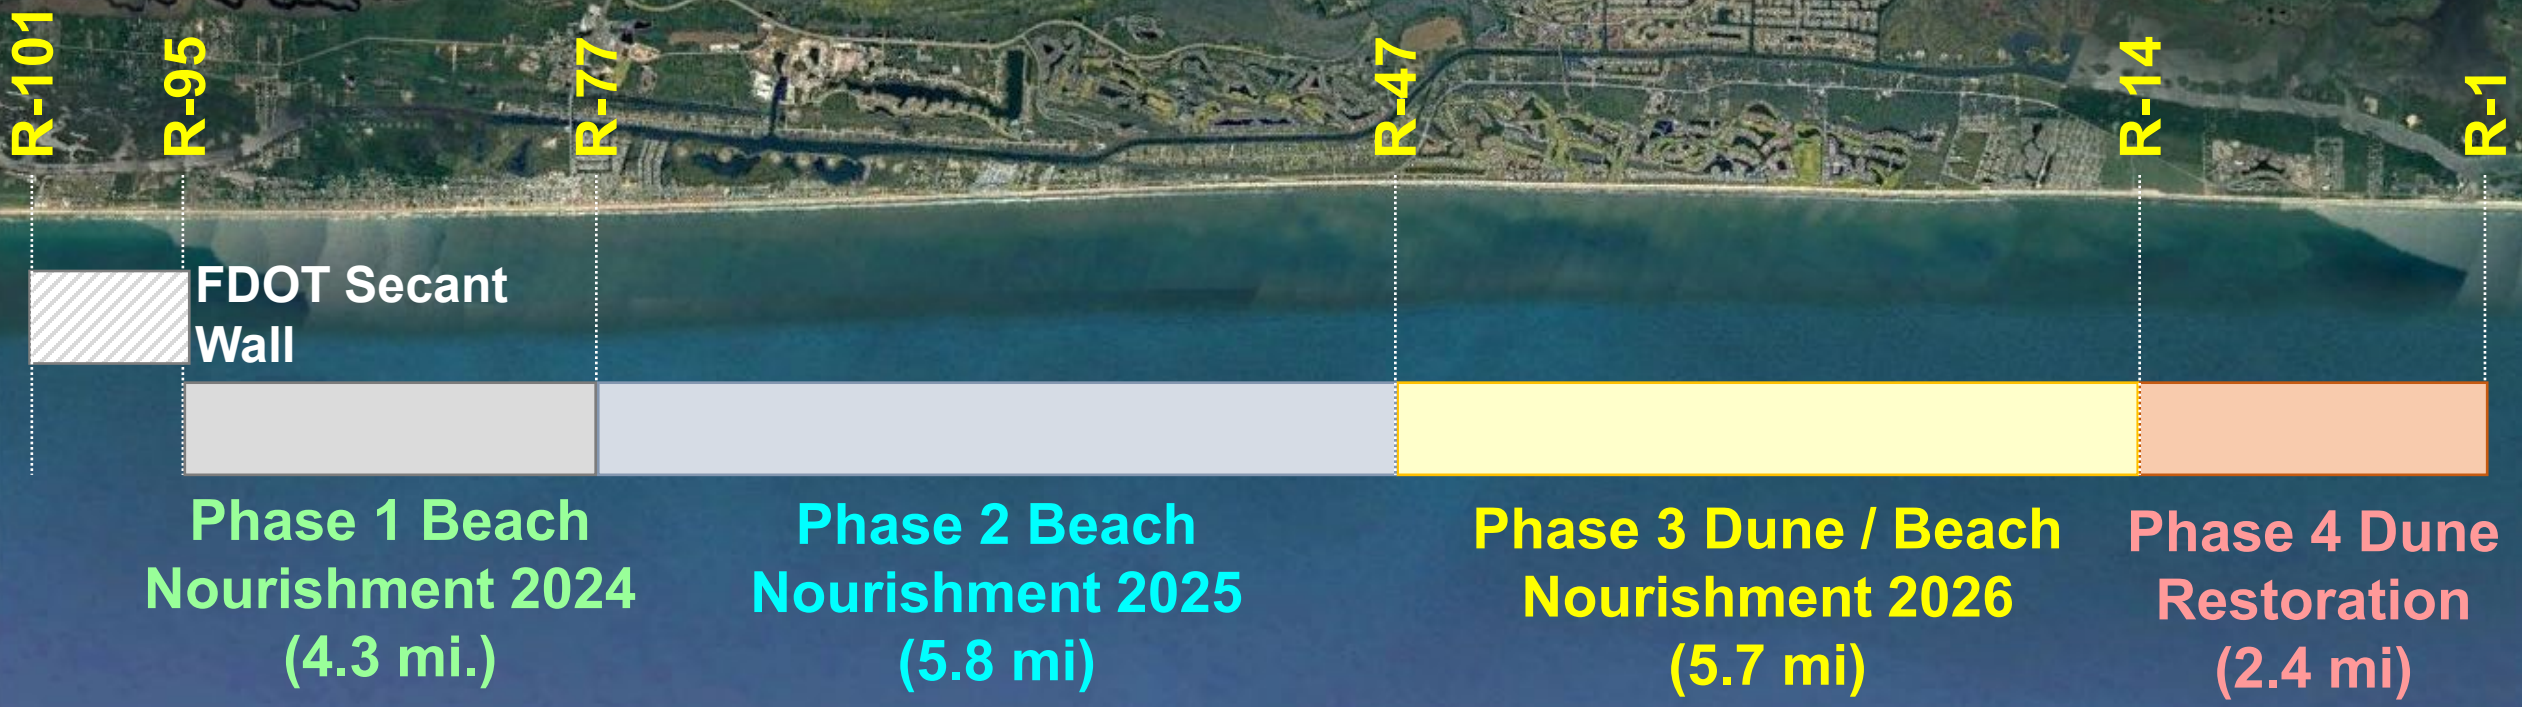 R-101
R-95
R-77
R-47
R-14
R-1
FDOT Secant
Wall
Phase 1 Beach
Nourishment 2024
(4.3 mi.)
Phase 2 Beach
Nourishment 2025
(5.8 mi)
Phase 3 Dune / Beach
Nourishment 2026
(5.7 mi)
Phase 4 Dune
Restoration
(2.4 mi)